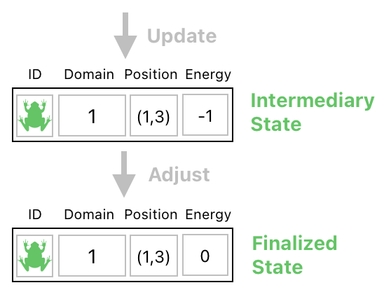 Update
ID Domain Position Energy
1 (1,3) -1
Intermediary
State
Adjust
ID Domain Position Energy
1 (1,3) 0
Finalized
State